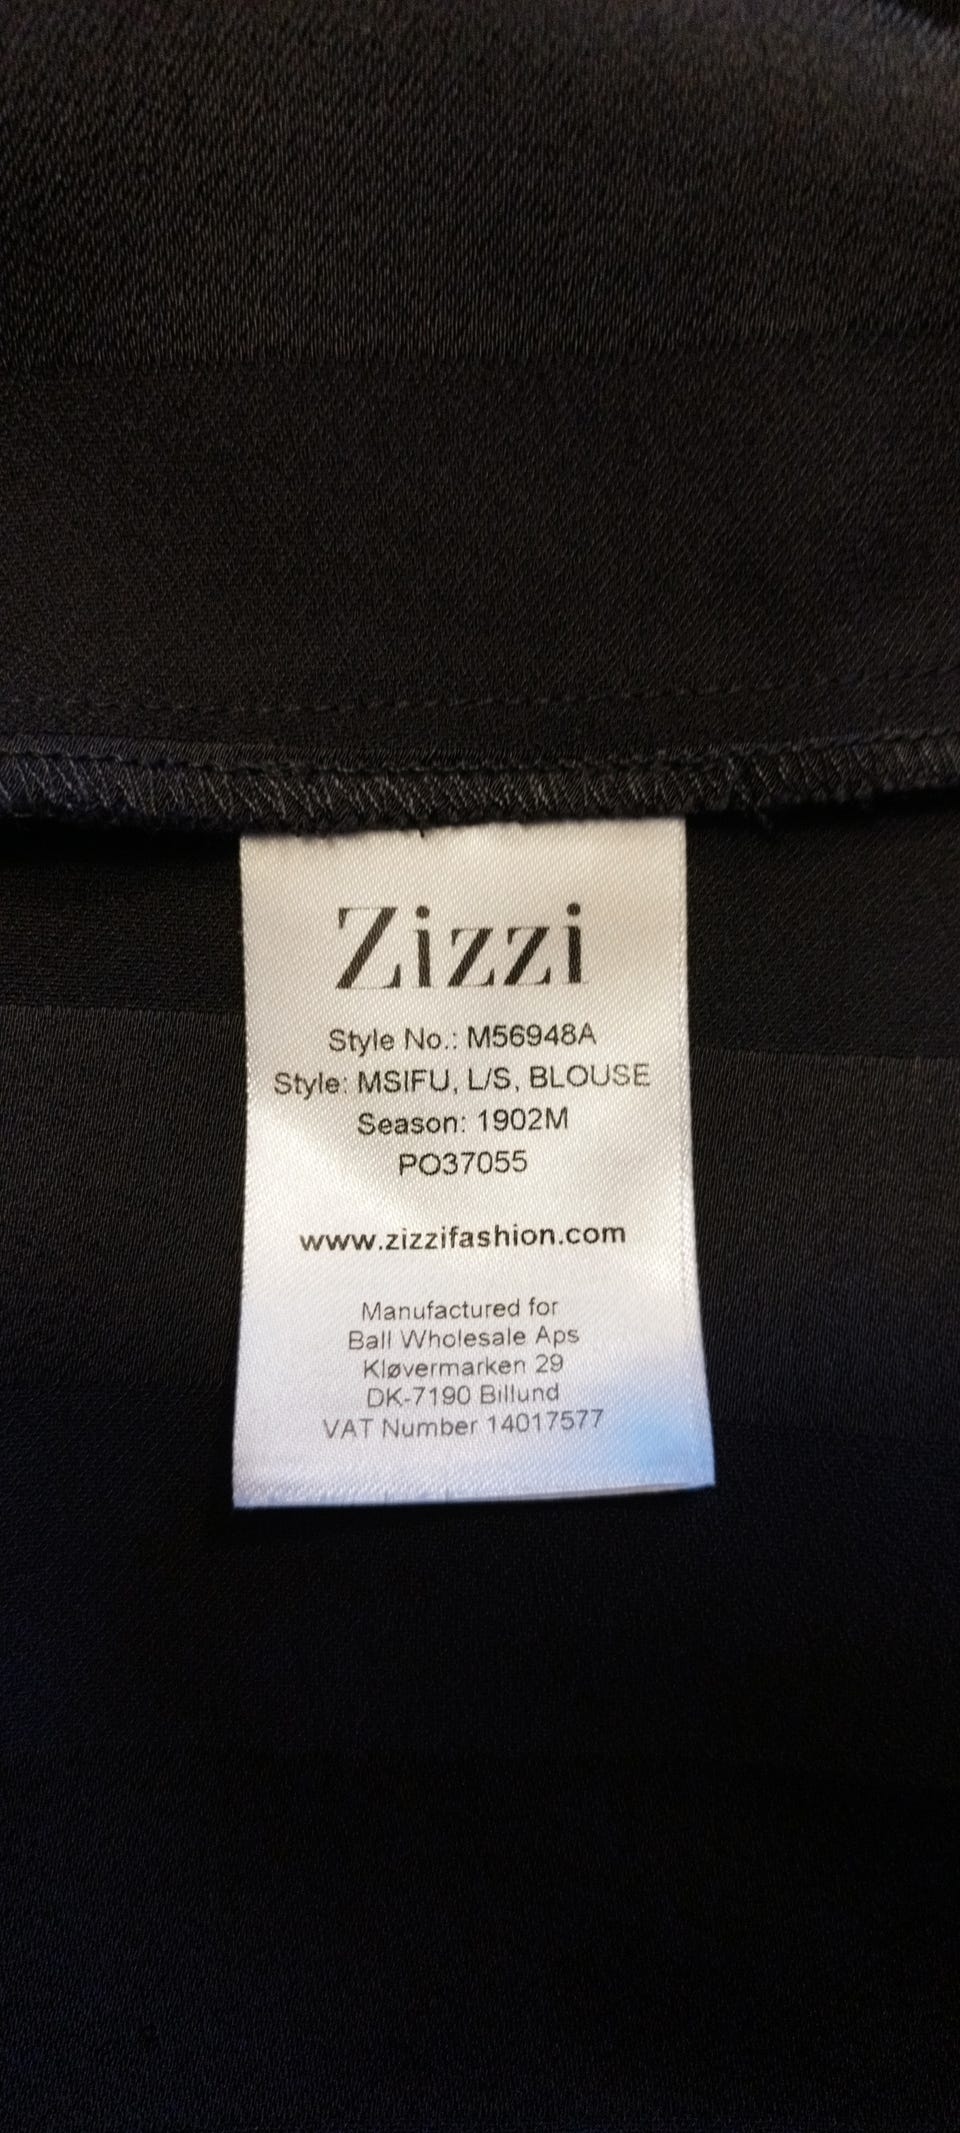 Zizzi
Style No.: M56948A
Style: MSIFU, L/S, BLOUSE
Season: 1902M
PO37055
www.zizzifashion.com
Manufactured for
Ball Wholesale Aps
Kløvermarken 29
DK-7190 Billund
VAT Number 14017577